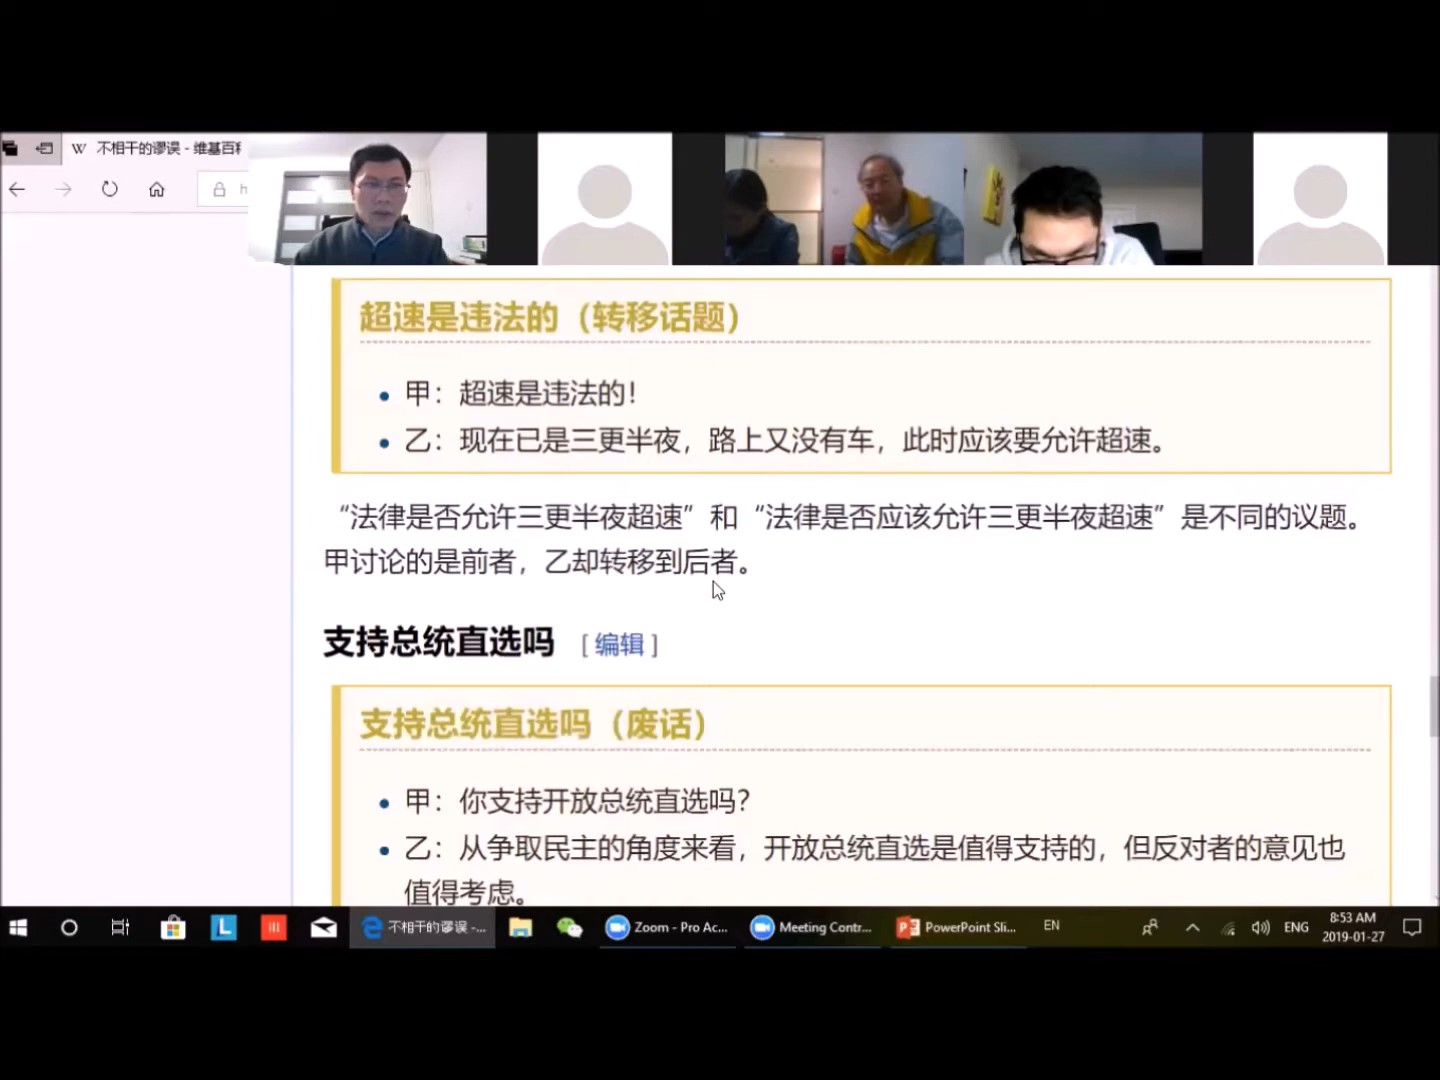 不相干的谬误 - 维基百科
超速是违法的（转移话题）
甲：超速是违法的！
乙：现在已是三更半夜，路上又没有车，此时应该要允许超速。
“法律是否允许三更半夜超速”和“法律是否应该允许三更半夜超速”是不同的议题。
甲讨论的是前者，乙却转移到后者。
支持总统直选吗 [编辑]
支持总统直选吗（废话）
甲：你支持开放总统直选吗？
乙：从争取民主的角度来看，开放总统直选是值得支持的，但反对者的意见也
值得考虑。
不相干的谬误 -...
Zoom - Pro Ac...
Meeting Contr...
PowerPoint Sli...
EN
ENG
8:53 AM
2019-01-27